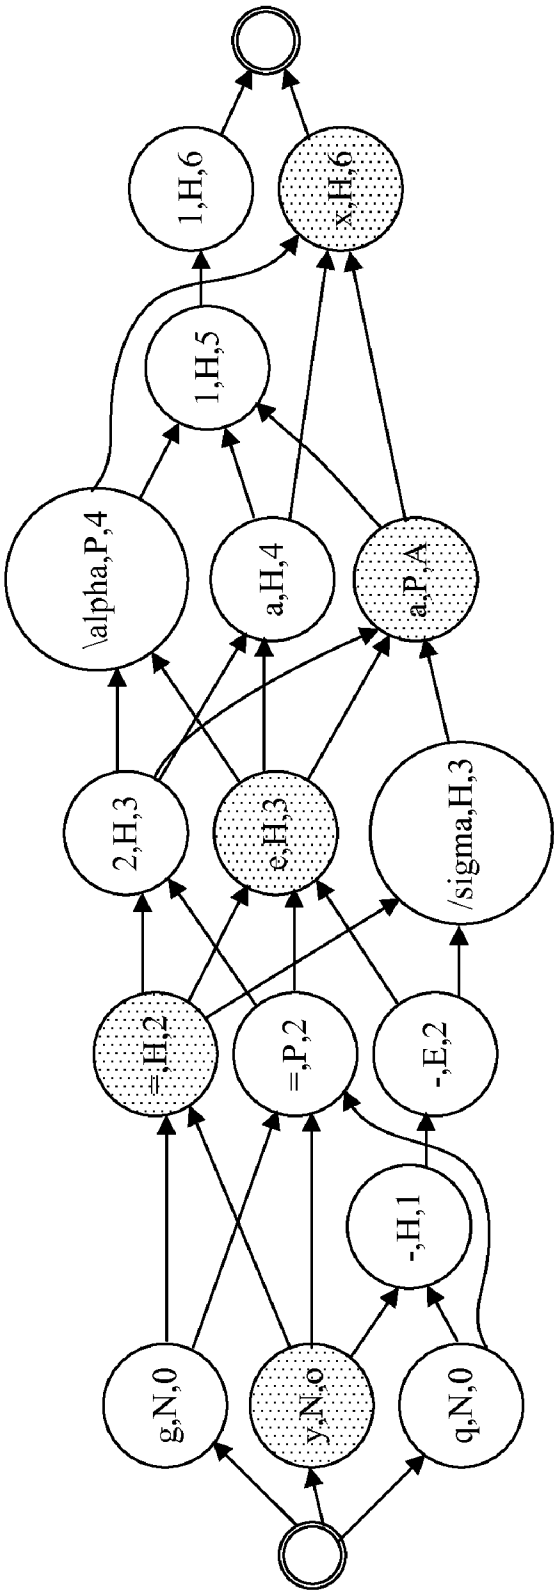 g,N,0
y,N,o
q,N,0
-,H,1
=,H,2
=,P,2
-,E,2
2,H,3
e,H,3
/sigma,H,3
\alpha,P,4
a,H,4
a,P,A
1,H,5
1,H,6
x,H,6